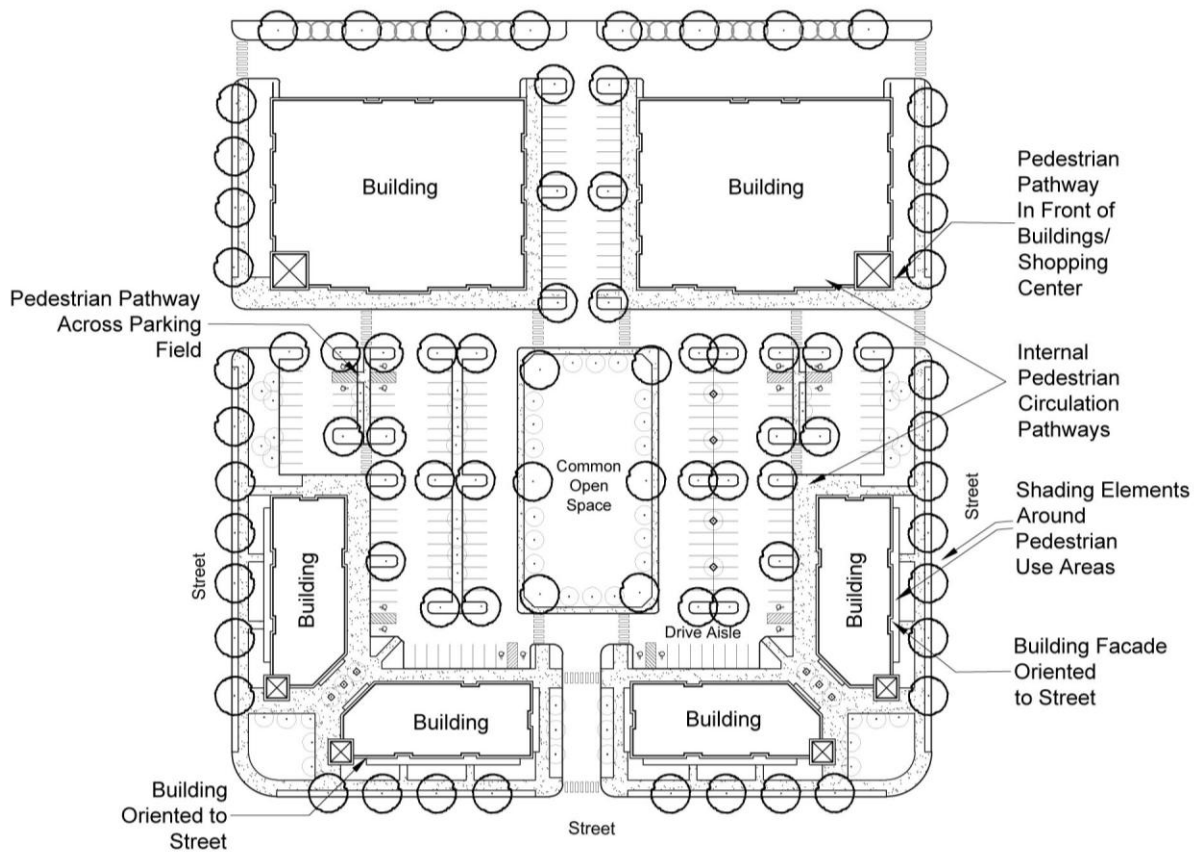 Building
Building
Pedestrian
Pathway
In Front of
Buildings/
Shopping
Center
Pedestrian Pathway
Across Parking
Field
Internal
Pedestrian
Circulation
Pathways
Common
Open
Space
Street
Shading Elements
Around
Pedestrian
Use Areas
Street
Building
Building
Drive Aisle
Building Facade
Oriented
to Street
Building
Building
Building
Oriented to
Street
Street